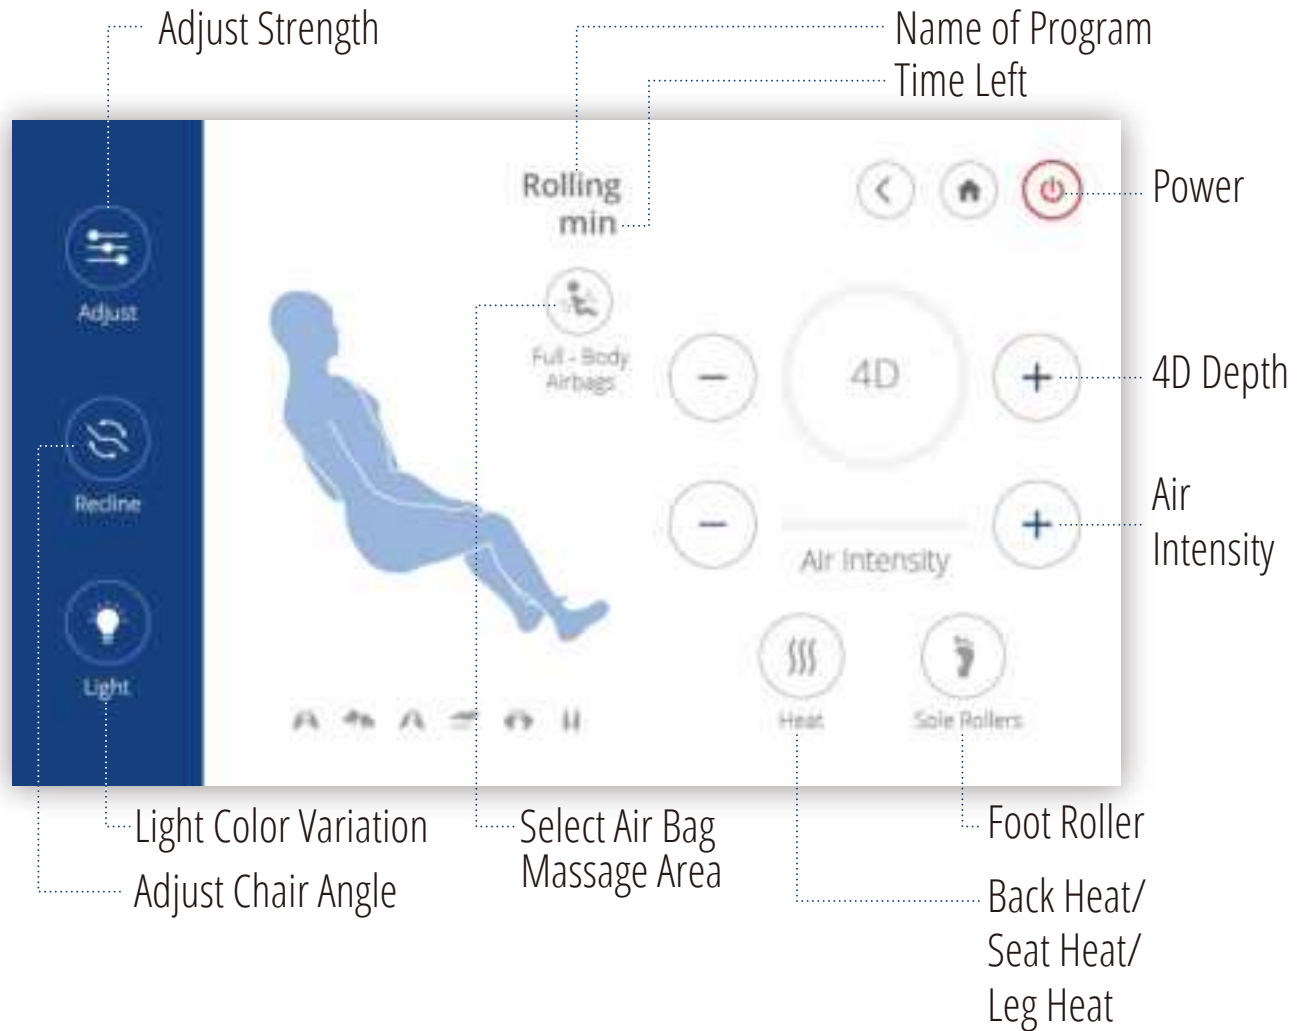 Adjust Strength
Name of Program
Time Left
Rolling
min
Power
Adjust
Full - Body
Airbags
4D
4D Depth
Recline
Air
Intensity
Air Intensity
Light
Heat
Sole Rollers
Light Color Variation
Adjust Chair Angle
Select Air Bag
Massage Area
Foot Roller
Back Heat/
Seat Heat/
Leg Heat